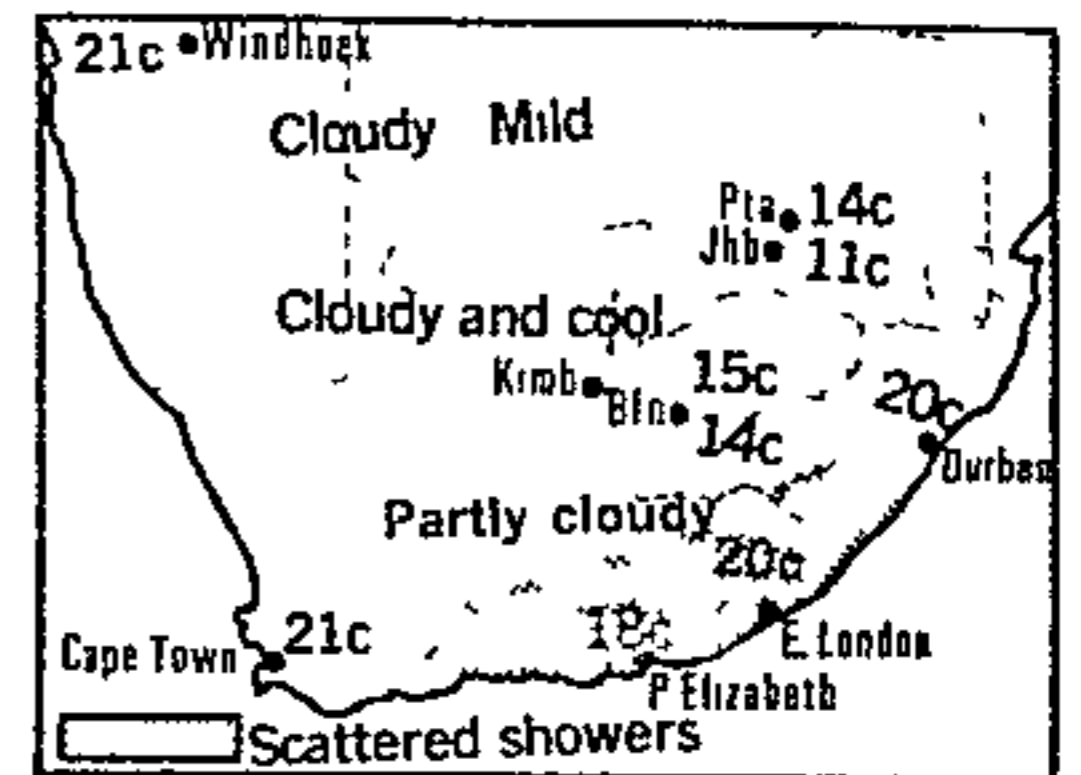 21c Windhoek
Cloudy Mild
Pta 14c
Jhb 11c
Cloudy and cool
Kimb 15c
Bfn 14c
20c
Durban
Partly cloudy
20c
18c
21c
Cape Town
E. London
P Elizabeth
Scattered showers